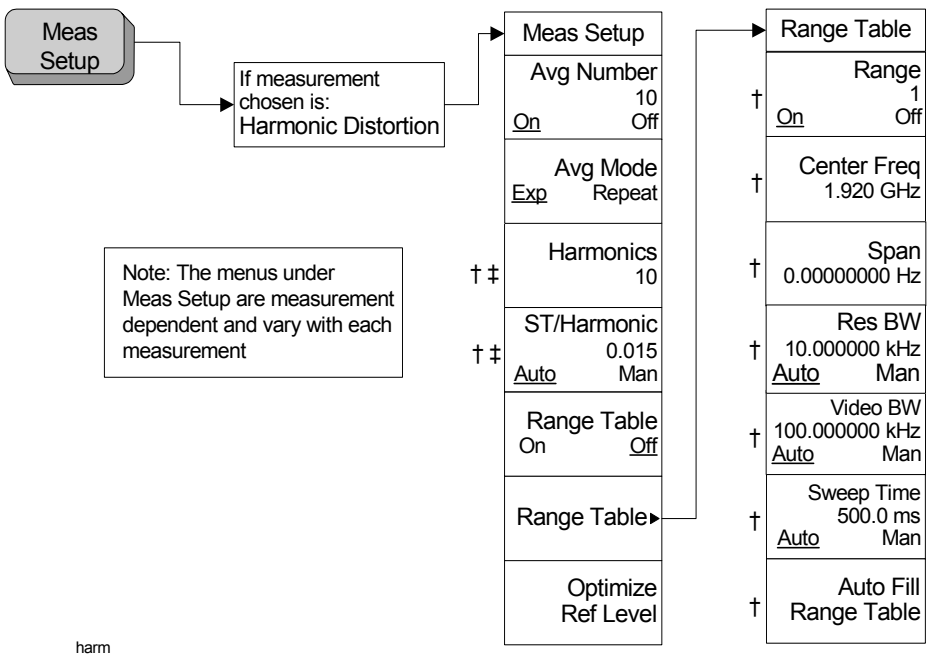 Meas
Setup
If measurement
chosen is:
Harmonic Distortion
Note: The menus under
Meas Setup are measurement
dependent and vary with each
measurement
Meas Setup
Avg Number
10
On Off
Avg Mode
Exp Repeat
† ‡ Harmonics
10
† ‡ ST/Harmonic
0.015
Auto Man
Range Table
On Off
Range Table
Optimize
Ref Level
Range Table
† Range
1
On Off
† Center Freq
1.920 GHz
† Span
0.00000000 Hz
† Res BW
10.000000 kHz
Auto Man
† Video BW
100.000000 kHz
Auto Man
† Sweep Time
500.0 ms
Auto Man
† Auto Fill
Range Table
harm